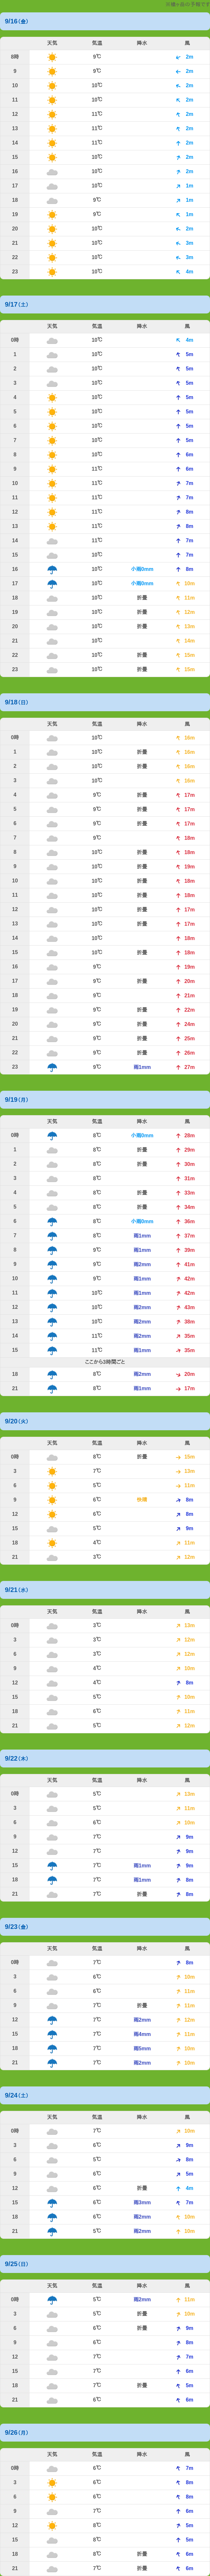 9/16(金)
天気 気温 降水 風
0時 9℃ 2m
9 9℃ 2m
10 10℃ 2m
11 10℃ 2m
12 11℃ 2m
13 11℃ 2m
14 11℃ 2m
15 10℃ 2m
16 10℃ 2m
17 10℃ 1m
18 9℃ 1m
19 9℃ 1m
20 10℃ 2m
21 10℃ 3m
22 10℃ 3m
23 10℃ 4m
9/17(土)
天気 気温 降水 風
0時 10℃ 4m
1 10℃ 5m
2 10℃ 5m
3 10℃ 5m
4 10℃ 5m
5 10℃ 5m
6 10℃ 5m
7 10℃ 5m
8 10℃ 6m
9 11℃ 6m
10 11℃ 7m
11 11℃ 7m
12 11℃ 8m
13 11℃ 8m
14 11℃ 7m
15 10℃ 7m
16 10℃ 小雨0mm 8m
17 10℃ 小雨0mm 10m
18 10℃ 折畳 11m
19 10℃ 折畳 12m
20 10℃ 折畳 13m
21 10℃ 14m
22 10℃ 折畳 15m
23 10℃ 折畳 15m
9/18(日)
天気 気温 降水 風
0時 10℃ 16m
1 10℃ 折畳 16m
2 10℃ 折畳 16m
3 10℃ 16m
4 10℃ 折畳 17m
5 9℃ 折畳 17m
6 9℃ 折畳 17m
7 9℃ 18m
8 9℃ 折畳 18m
9 10℃ 折畳 19m
10 10℃ 折畳 18m
11 10℃ 折畳 18m
12 10℃ 折畳 17m
13 10℃ 折畳 17m
14 10℃ 18m
15 10℃ 折畳 18m
16 9℃ 19m
17 9℃ 折畳 20m
18 9℃ 21m
19 9℃ 折畳 22m
20 9℃ 折畳 24m
21 9℃ 折畳 25m
22 9℃ 折畳 26m
23 9℃ 雨1mm 27m
9/19(月)
天気 気温 降水 風
0時 8℃ 小雨0mm 28m
1 8℃ 折畳 29m
2 8℃ 折畳 30m
3 8℃ 31m
4 8℃ 折畳 33m
5 8℃ 折畳 34m
6 8℃ 小雨0mm 36m
7 8℃ 雨1mm 37m
8 9℃ 雨1mm 39m
9 9℃ 雨2mm 41m
10 9℃ 雨1mm 42m
11 10℃ 雨1mm 42m
12 10℃ 雨2mm 43m
13 10℃ 雨2mm 38m
14 11℃ 雨2mm 35m
15 11℃ 雨1mm 35m
ここから3時間ごと
18 8℃ 雨2mm 20m
21 8℃ 雨1mm 17m
9/20(火)
天気 気温 降水 風
0時 8℃ 折畳 15m
3 7℃ 13m
6 5℃ 11m
9 6℃ 8m
12 6℃ 8m
15 5℃ 9m
18 4℃ 11m
21 3℃ 12m
9/21(水)
天気 気温 降水 風
0時 3℃ 13m
3 3℃ 12m
6 3℃ 12m
9 4℃ 10m
12 4℃ 8m
15 5℃ 10m
18 6℃ 11m
21 5℃ 12m
9/22(木)
天気 気温 降水 風
0時 5℃ 13m
3 5℃ 11m
6 6℃ 10m
9 7℃ 9m
12 7℃ 9m
15 7℃ 雨1mm 9m
18 7℃ 雨1mm 8m
21 7℃ 折畳 8m
9/23(金)
天気 気温 降水 風
0時 7℃ 8m
3 6℃ 10m
6 6℃ 11m
9 7℃ 折畳 11m
12 7℃ 雨2mm 12m
15 7℃ 雨4mm 11m
18 7℃ 雨5mm 10m
21 7℃ 雨2mm 10m
9/24(土)
天気 気温 降水 風
0時 7℃ 10m
3 6℃ 9m
6 5℃ 8m
9 6℃ 5m
12 6℃ 折畳 4m
15 6℃ 雨3mm 7m
18 6℃ 雨2mm 10m
21 5℃ 雨2mm 10m
9/25(日)
天気 気温 降水 風
0時 5℃ 雨2mm 11m
3 5℃ 折畳 10m
6 6℃ 折畳 9m
9 6℃ 8m
12 7℃ 7m
15 7℃ 6m
18 7℃ 折畳 5m
21 6℃ 6m
9/26(月)
天気 気温 降水 風
0時 6℃ 7m
3 6℃ 8m
6 6℃ 8m
9 7℃ 6m
12 8℃ 5m
15 8℃ 5m
18 8℃ 折畳 6m
21 7℃ 折畳 6m